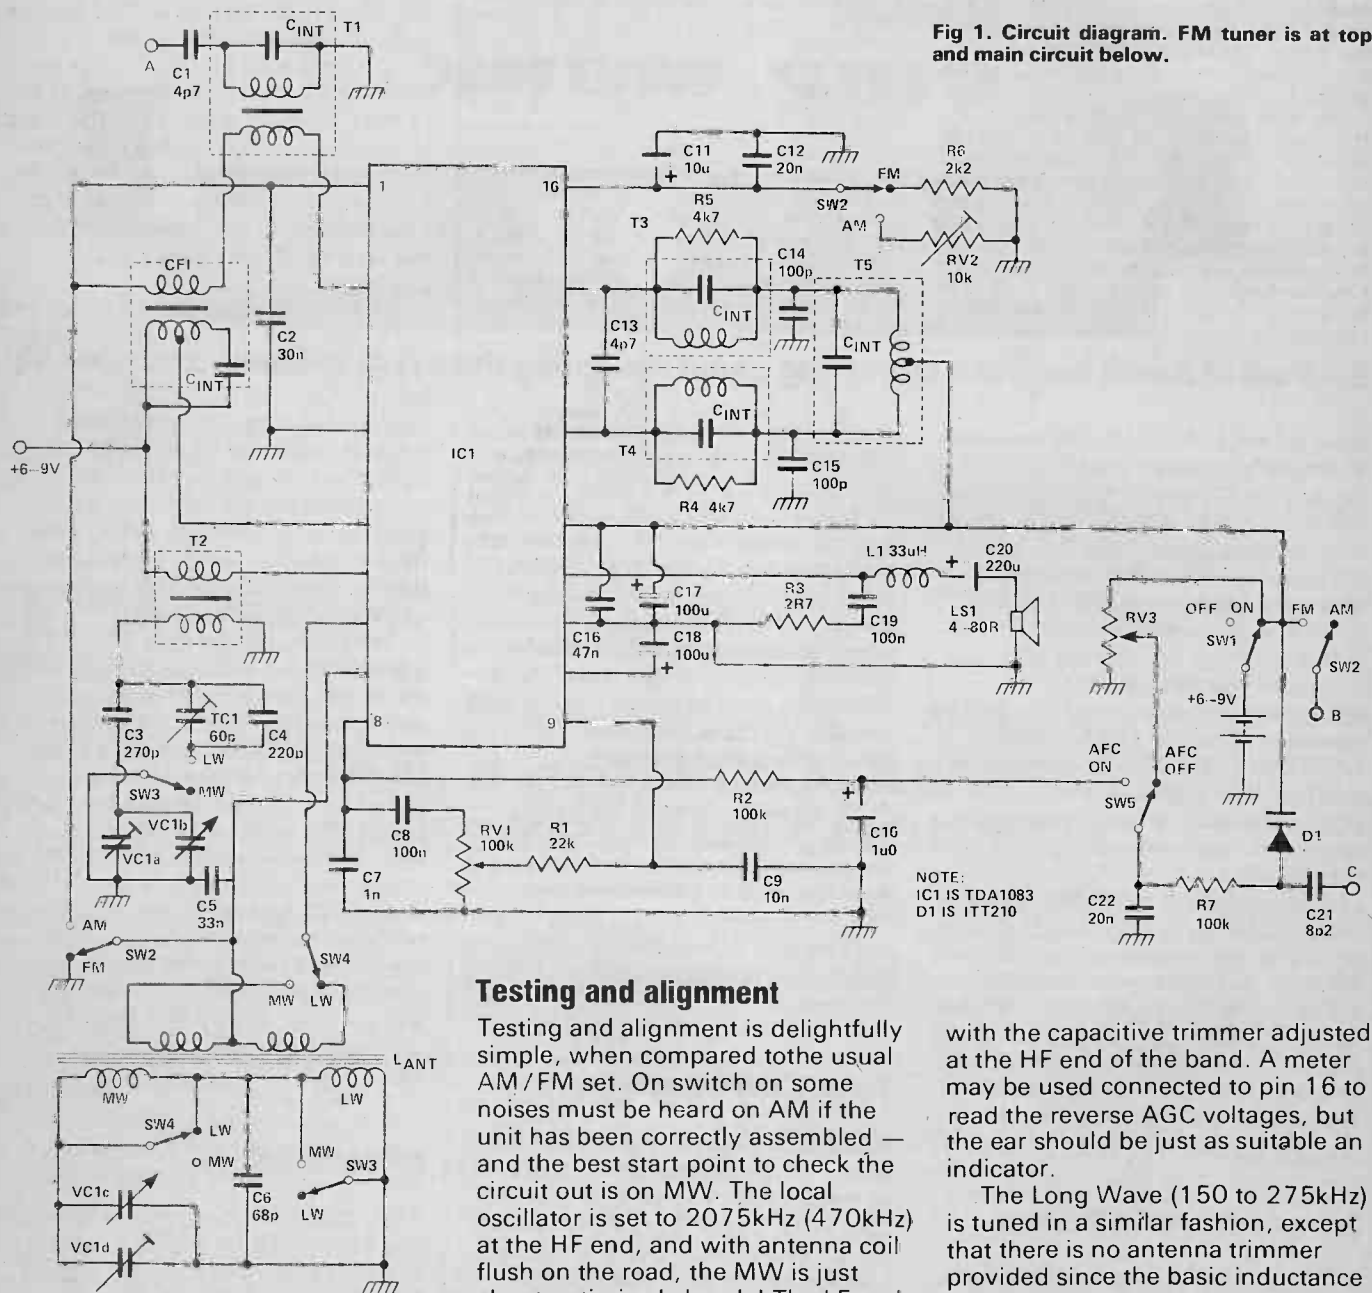 Fig 1. Circuit diagram. FM tuner is at top
and main circuit below.
CINT T1
A
C1
4p7
CF1
CINT
C2
30n
+6–9V
T2
C3
270p
TC1
60p
C4
220p
LW
SW3
MW
VC1b
VC1a
C5
33n
AM
SW2
FM
SW4
MW LW
LANT
MW
LW
SW4
LW
MW
MW
SW3
LW
VC1c
C6
68p
VC1d
1
16
IC1
8
9
C11
10u
+
C12
20n
FM
SW2
AM
R6
2k2
RV2
10k
T3
R5
4k7
CINT
C14
100p
T5
CINT
C13
4p7
CINT
T4
R4 4k7
C15
100p
C16
47n
+
C17
100u
C18
100u
+
R3
2R7
L1 33uH
+
C20
220u
C19
100n
LS1
4–80R
RV3
OFF ON
SW1
FM AM
SW2
B
+6–9V
AFC
ON
AFC
OFF
SW5
D1
C22
20n
R7
100k
C21
8p2
C
C7
1n
C8
100n
RV1
100k
R1
22k
R2
100k
C9
10n
+
C10
1u0
NOTE:
IC1 IS TDA1083
D1 IS ITT210
Testing and alignment
Testing and alignment is delightfully
simple, when compared tothe usual
AM/FM set. On switch on some
noises must be heard on AM if the
unit has been correctly assembled —
and the best start point to check the
circuit out is on MW. The local
oscillator is set to 2075kHz (470kHz)
at the HF end, and with antenna coil
flush on the road, the MW is just
with the capacitive trimmer adjusted
at the HF end of the band. A meter
may be used connected to pin 16 to
read the reverse AGC voltages, but
the ear should be just as suitable an
indicator.
The Long Wave (150 to 275kHz)
is tuned in a similar fashion, except
that there is no antenna trimmer
provided since the basic inductance